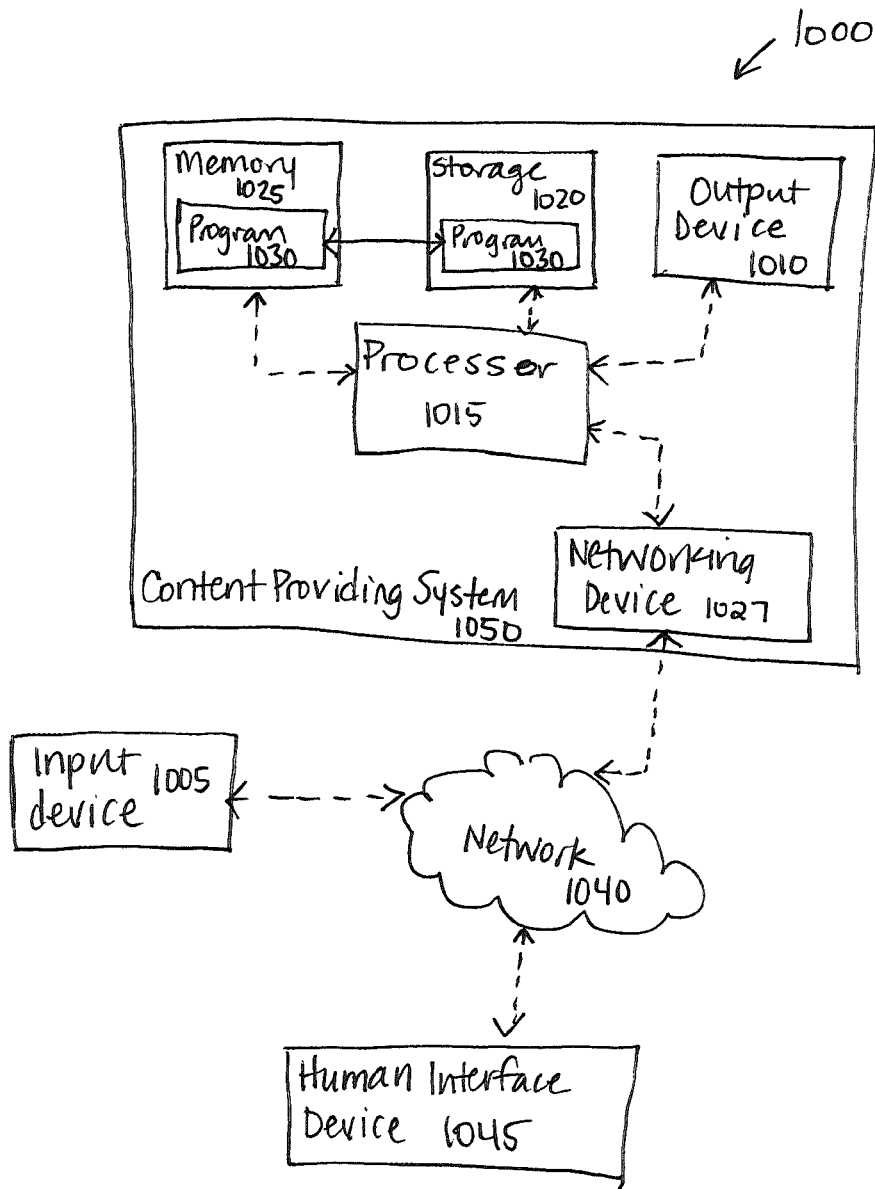 1000
Memory
1025
Program
1030
Storage
1020
Program
1030
Output
Device
1010
Processor
1015
Networking
Device 1027
Content Providing System
1050
Input
device 1005
Network
1040
Human Interface
Device 1045